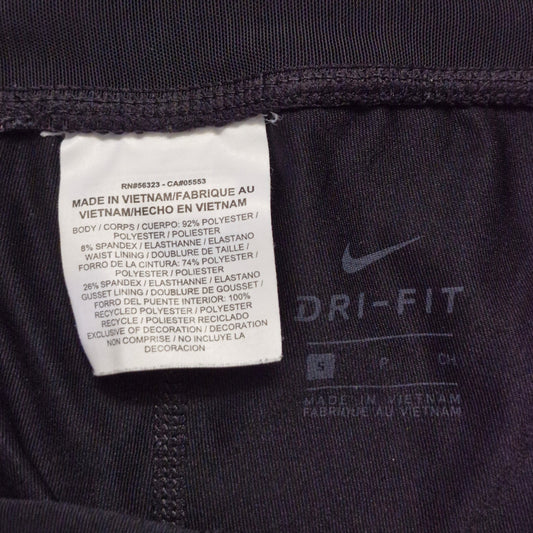 RN#56323 - CA#05553
MADE IN VIETNAM/FABRIQUE AU
VIETNAM/HECHO EN VIETNAM
BODY / CORPS / CUERPO: 92% POLYESTER /
POLYESTER / POLIESTER
8% SPANDEX / ELASTHANNE / ELASTANO
WAIST LINING / DOUBLURE DE TAILLE /
FORRO DE LA CINTURA: 74% POLYESTER /
POLYESTER / POLIESTER
26% SPANDEX / ELASTHANNE / ELASTANO
GUSSET LINING / DOUBLURE DE GOUSSET /
FORRO DEL PUENTE INTERIOR: 100%
RECYCLED POLYESTER / POLYESTER
RECYCLE / POLIESTER RECICLADO
EXCLUSIVE OF DECORATION / DECORATION
NON COMPRISE / NO INCLUYE LA
DECORACION
DRI-FIT
S P CH
MADE IN VIETNAM
FABRIQUE AU VIETNAM